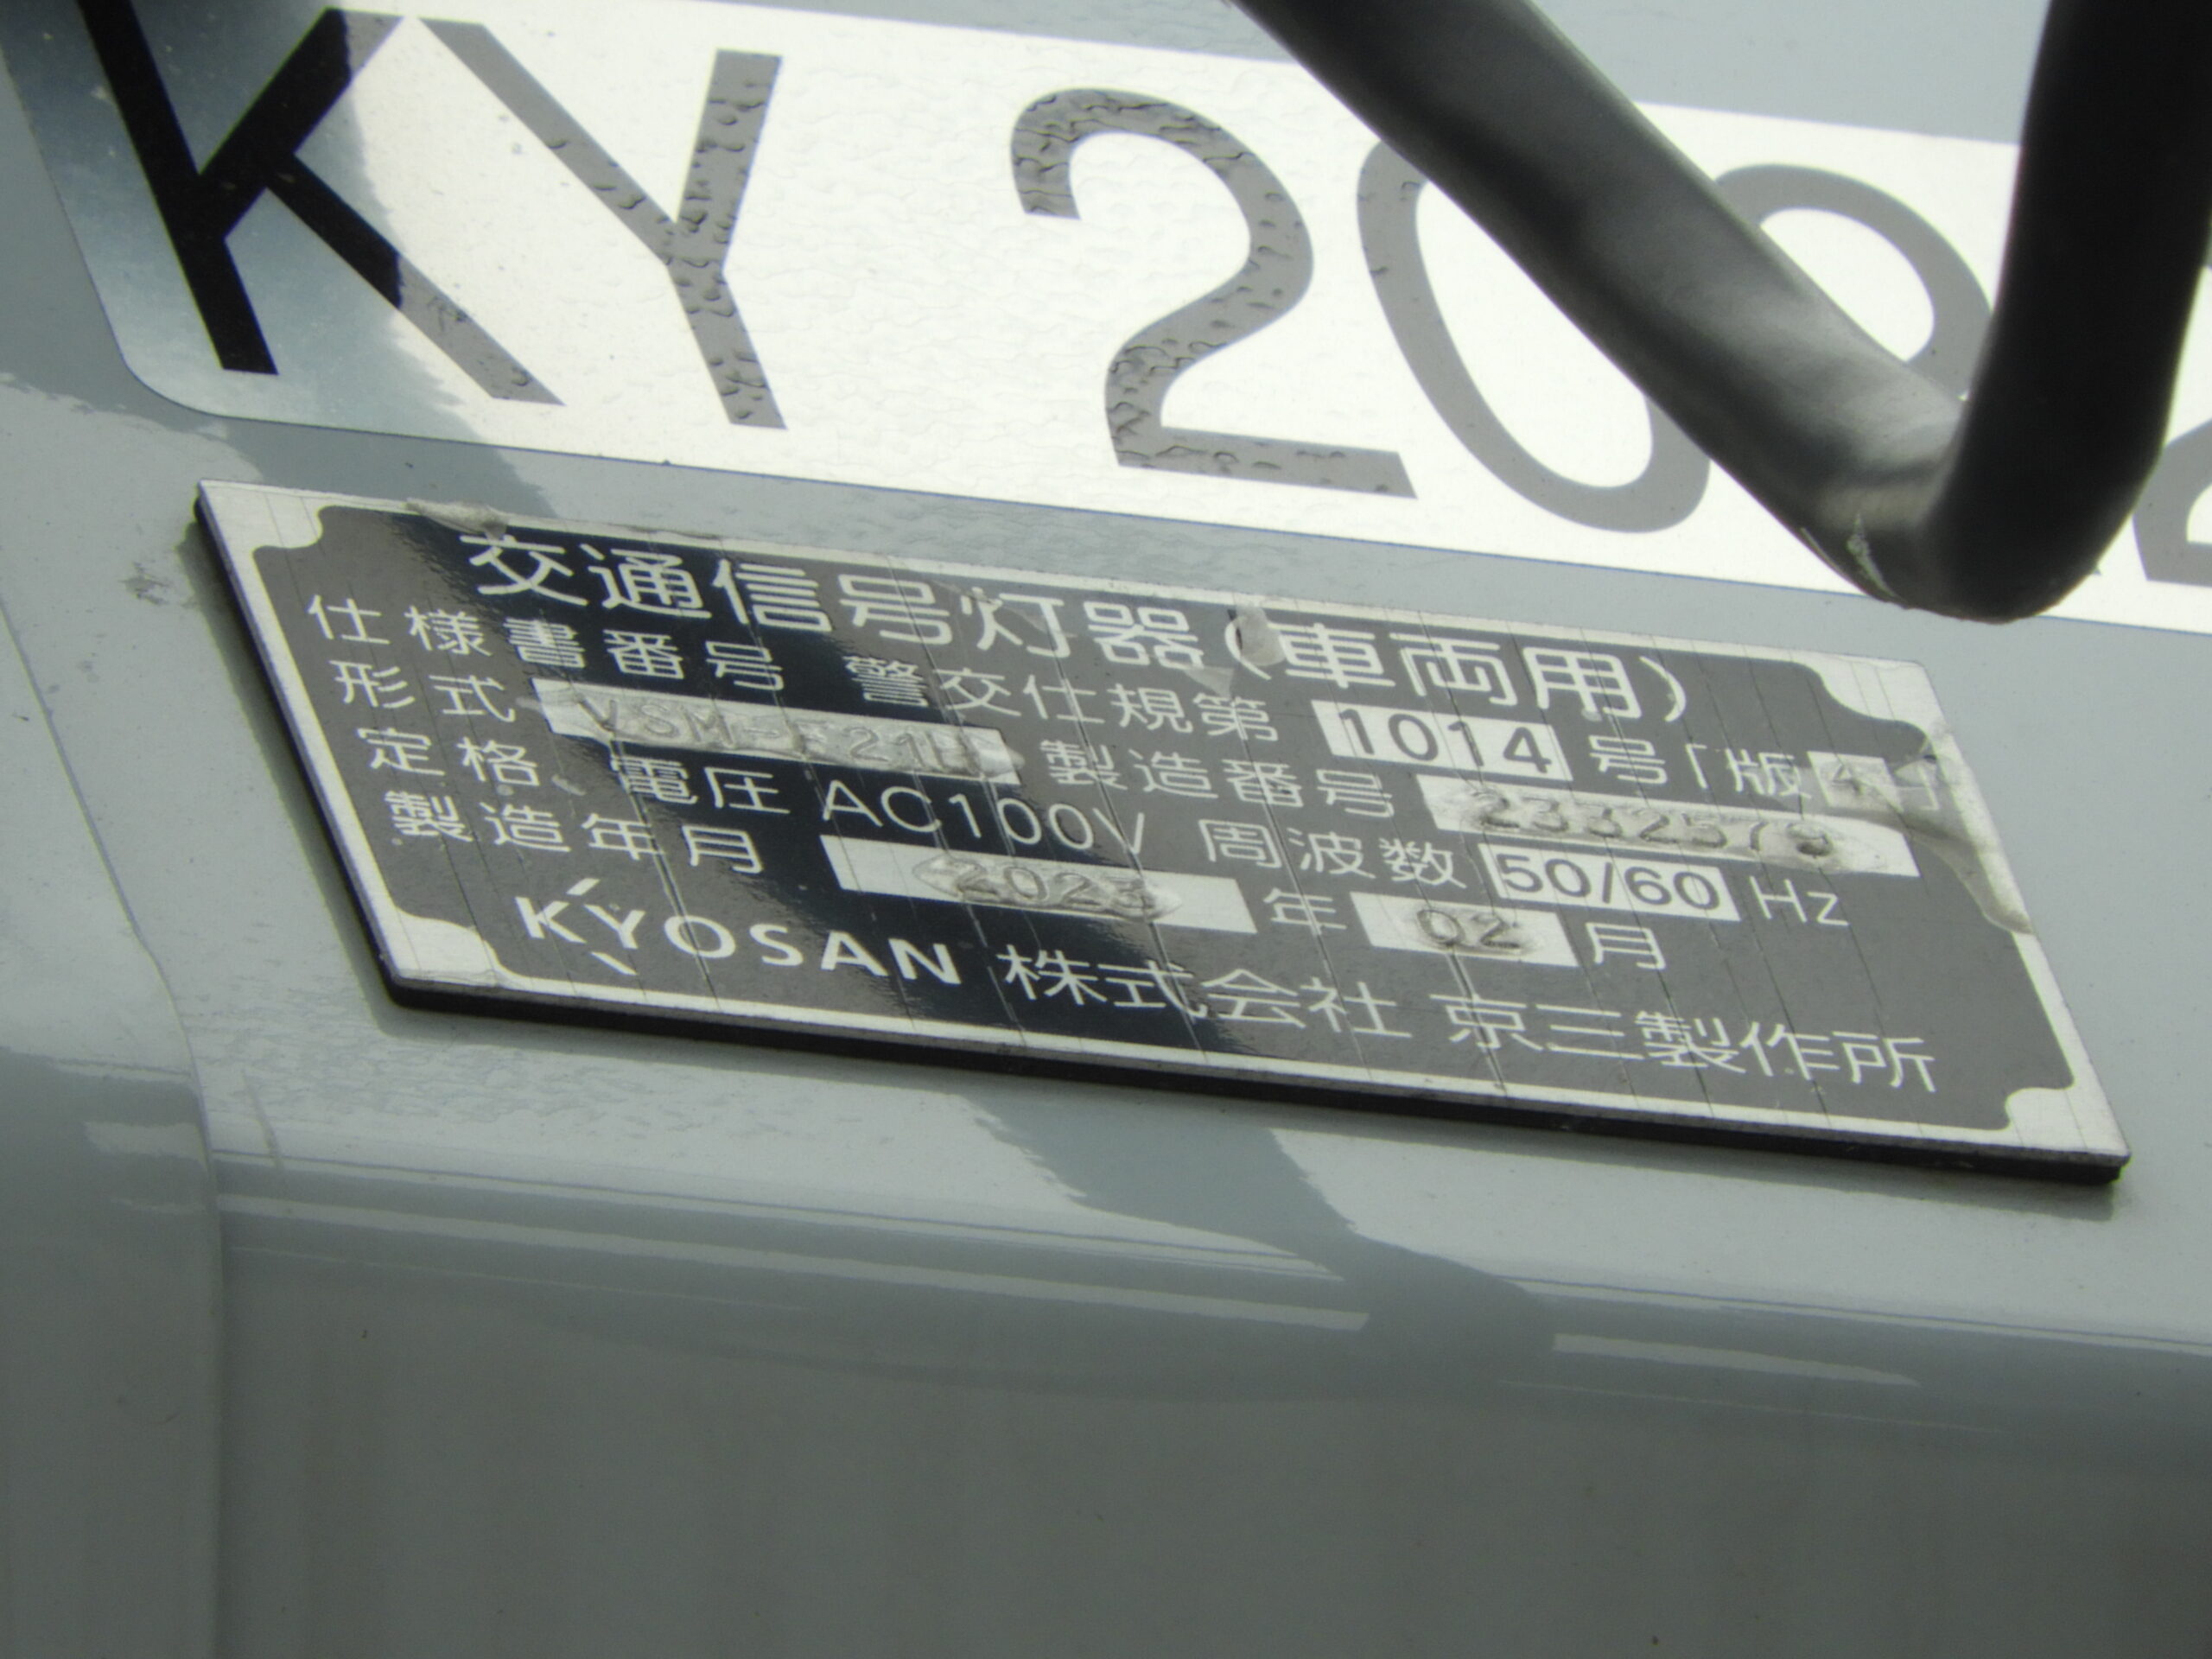 KY 202
交通信号灯器(車両用)
仕様書番号 警交仕規第 1014 号「版4」
形式 製造番号
定格 電圧 AC100V 周波数 50/60 Hz
製造年月 2023 年 02 月
KYOSAN 株式会社 京三製作所